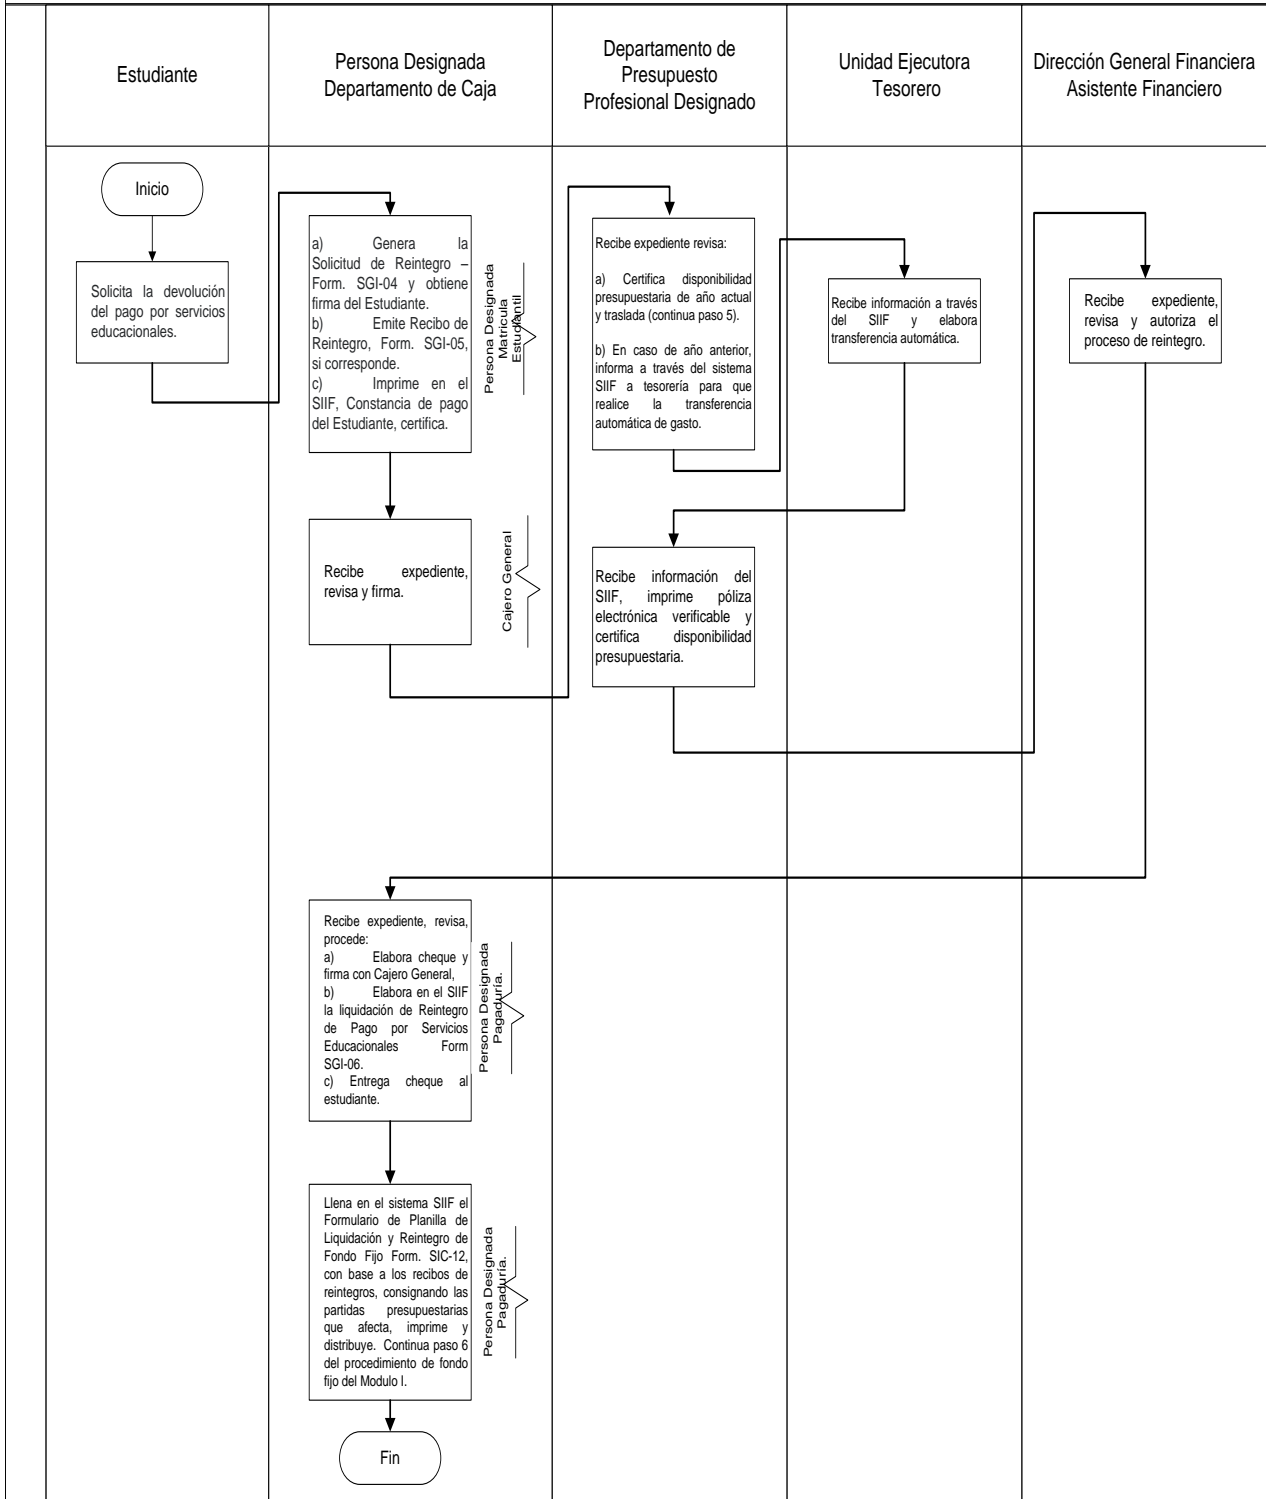 Estudiante
Persona Designada
Departamento de Caja
Departamento de
Presupuesto
Profesional Designado
Unidad Ejecutora
Tesorero
Dirección General Financiera
Asistente Financiero
Inicio
Solicita la devolución
del pago por servicios
educacionales.
a) Genera la
Solicitud de Reintegro –
Form. SGI-04 y obtiene
firma del Estudiante.
b) Emite Recibo de
Reintegro, Form. SGI-05,
si corresponde.
c) Imprime en el
SIIF, Constancia de pago
del Estudiante, certifica.
Persona Designada
Matricula
Estudiantil
Recibe expediente,
revisa y firma.
Cajero General
Recibe expediente revisa:
a) Certifica disponibilidad
presupuestaria de año actual
y traslada (continua paso 5).
b) En caso de año anterior,
informa a través del sistema
SIIF a tesorería para que
realice la transferencia
automática de gasto.
Recibe información a través
del SIIF y elabora
transferencia automática.
Recibe información del
SIIF, imprime póliza
electrónica verificable y
certifica disponibilidad
presupuestaria.
Recibe expediente,
revisa y autoriza el
proceso de reintegro.
Recibe expediente, revisa,
procede:
a) Elabora cheque y
firma con Cajero General,
b) Elabora en el SIIF
la liquidación de Reintegro
de Pago por Servicios
Educacionales Form
SGI-06.
c) Entrega cheque al
estudiante.
Persona Designada
Pagaduría.
Llena en el sistema SIIF el
Formulario de Planilla de
Liquidación y Reintegro de
Fondo Fijo Form. SIC-12,
con base a los recibos de
reintegros, consignando las
partidas presupuestarias
que afecta, imprime y
distribuye. Continua paso 6
del procedimiento de fondo
fijo del Modulo I.
Persona Designada
Pagaduría.
Fin